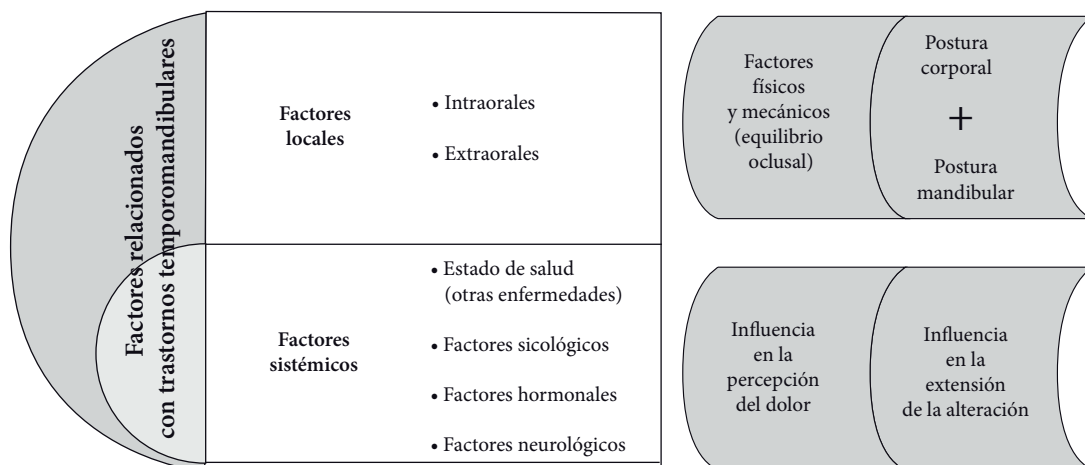 Factores relacionados
con trastornos temporomandibulares
Factores
locales
• Intraorales
• Extraorales
Factores
físicos
y mecánicos
(equilibrio
oclusal)
Postura
corporal
+
Postura
mandibular
Factores
sistémicos
• Estado de salud
(otras enfermedades)
• Factores sicológicos
• Factores hormonales
• Factores neurológicos
Influencia
en la
percepción
del dolor
Influencia
en la
extensión
de la alteración